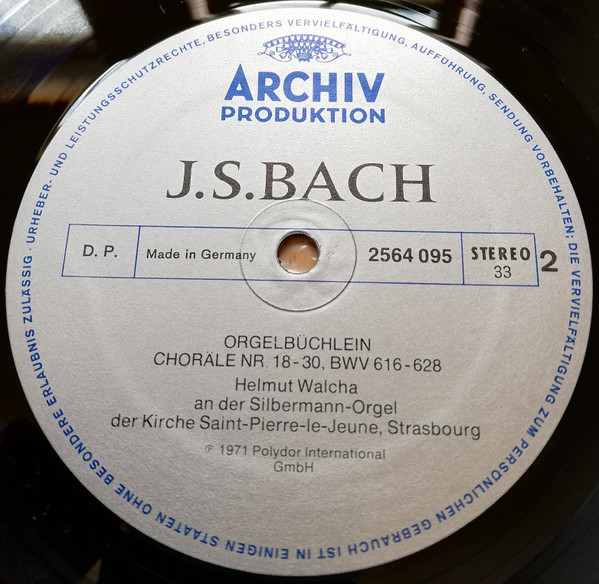 URHEBER- UND LEISTUNGSSCHUTZRECHTE, BESONDERS VERVIELFÄLTIGUNG, AUFFÜHRUNG, SENDUNG VORBEHALTEN; DIE VERVIELFÄLTIGUNG ZUM PERSÖNLICHEN GEBRAUCH IST IN EINIGEN STAATEN OHNE BESONDERE ERLAUBNIS ZULÄSSIG ·
ARCHIV
PRODUKTION
J.S.BACH
D. P. Made in Germany 2564 095 STEREO 33 2
ORGELBÜCHLEIN
CHORÄLE NR. 18-30, BWV 616-628
Helmut Walcha
an der Silbermann-Orgel
der Kirche Saint-Pierre-le-Jeune, Strasbourg
℗ 1971 Polydor International
GmbH